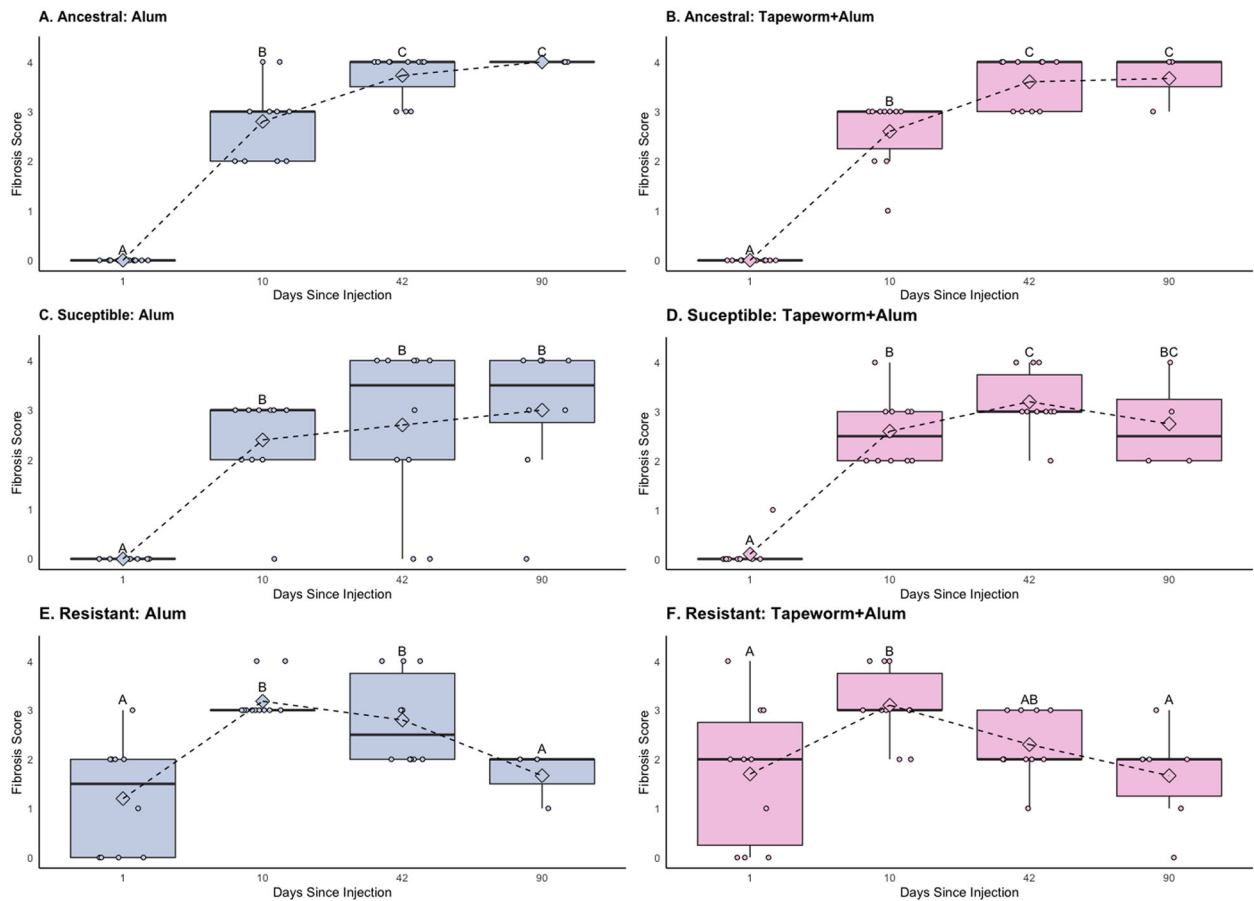 A. Ancestral: Alum
B. Ancestral: Tapeworm+Alum
Fibrosis Score
4
3
2
1
0
A
B
C
C
1
10
42
90
Days Since Injection
Fibrosis Score
4
3
2
1
0
A
B
C
C
1
10
42
90
Days Since Injection
C. Suceptible: Alum
D. Suceptible: Tapeworm+Alum
Fibrosis Score
4
3
2
1
0
A
B
B
B
1
10
42
90
Days Since Injection
Fibrosis Score
4
3
2
1
0
A
B
C
BC
1
10
42
90
Days Since Injection
E. Resistant: Alum
F. Resistant: Tapeworm+Alum
Fibrosis Score
4
3
2
1
0
A
B
B
A
1
10
42
90
Days Since Injection
Fibrosis Score
4
3
2
1
0
A
B
AB
A
1
10
42
90
Days Since Injection